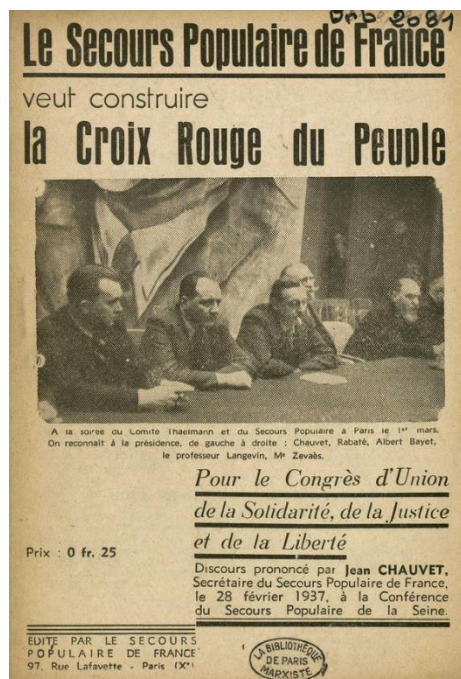 Dnp 2081
Le Secours Populaire de France
veut construire
la Croix Rouge du Peuple
A la soirée du Comité Thaelmann et du Secours Populaire à Paris le 1er mars.
On reconnaît à la présidence, de gauche à droite : Chauvet, Rabaté, Albert Bayet,
le professeur Langevin, Me Zevaès.
Pour le Congrès d'Union
de la Solidarité, de la Justice
et de la Liberté
Prix : 0 fr. 25
Discours prononcé par Jean CHAUVET,
Secrétaire du Secours Populaire de France,
le 28 février 1937, à la Conférence
du Secours Populaire de la Seine.
EDITE PAR LE SECOURS
POPULAIRE DE FRANCE
97, Rue Lafayette - Paris (Xe)
LA BIBLIOTHÈQUE
DE PARIS
MARXISTE